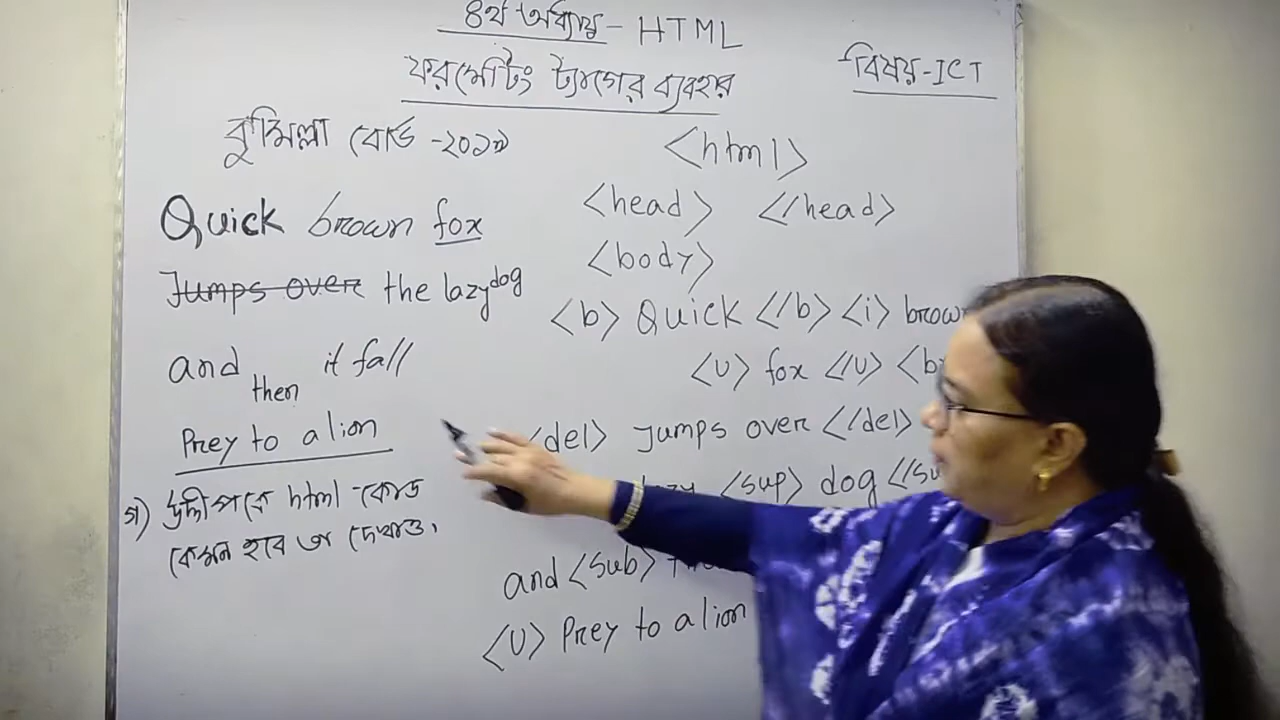 ৪র্থ অধ্যায় - HTML
ফরমেটিং ট্যাগের ব্যবহার
বিষয়-ICT
কুমিল্লা বোর্ড -২০১৯
Quick brown fox
Jumps over the lazy dog
and then it fall
Prey to a lion
গ) উদ্দীপকে html -কোড
কেমন হবে তা দেখাও।
<html>
<head> </head>
<body>
<b> Quick </b> <i> brown
<U> fox </U>
<del> Jumps over </del>
lazy <sup> dog
and <sub>
<U> Prey to a lion